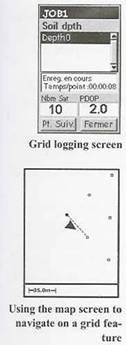 JOB1
Soil dpth
Depth0
Enreg. en cours
Temps/point :00:00:08
Nbm Sat PDOP
10 2.0
Pt. Suiv Fermer
Grid logging screen
35.0m
Using the map screen to
navigate on a grid fea-
ture